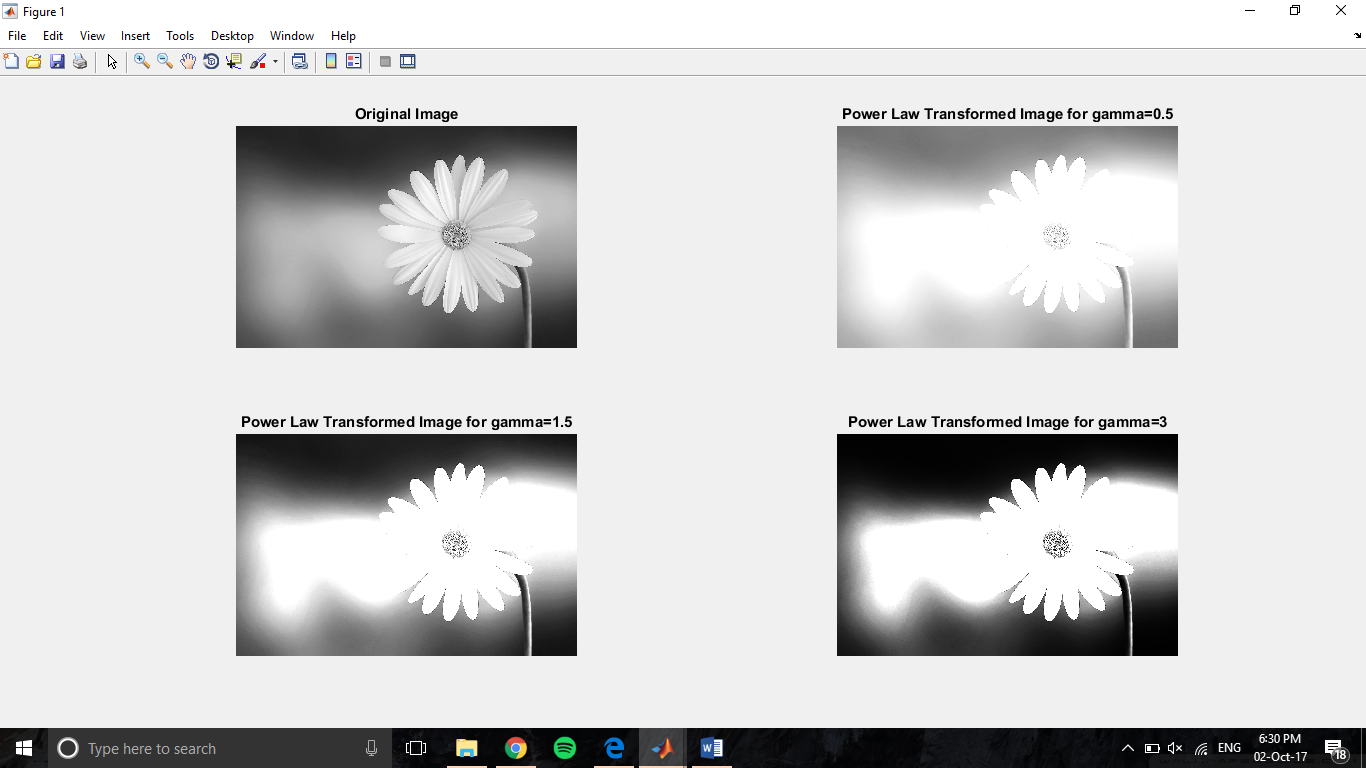 Figure 1
File Edit View Insert Tools Desktop Window Help
Original Image
Power Law Transformed Image for gamma=0.5
Power Law Transformed Image for gamma=1.5
Power Law Transformed Image for gamma=3
Type here to search
ENG
6:30 PM
02-Oct-17
18